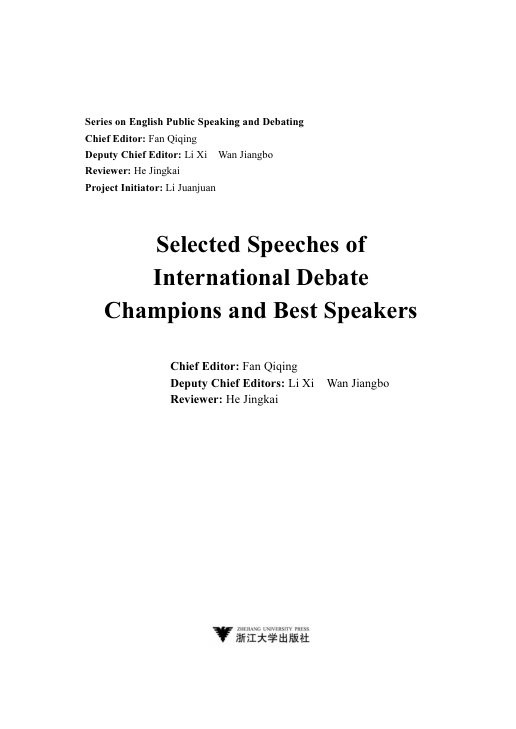 Series on English Public Speaking and Debating
Chief Editor: Fan Qiqing
Deputy Chief Editor: Li Xi Wan Jiangbo
Reviewer: He Jingkai
Project Initiator: Li Juanjuan
Selected Speeches of
International Debate
Champions and Best Speakers
Chief Editor: Fan Qiqing
Deputy Chief Editors: Li Xi Wan Jiangbo
Reviewer: He Jingkai
ZHEJIANG UNIVERSITY PRESS
浙江大学出版社